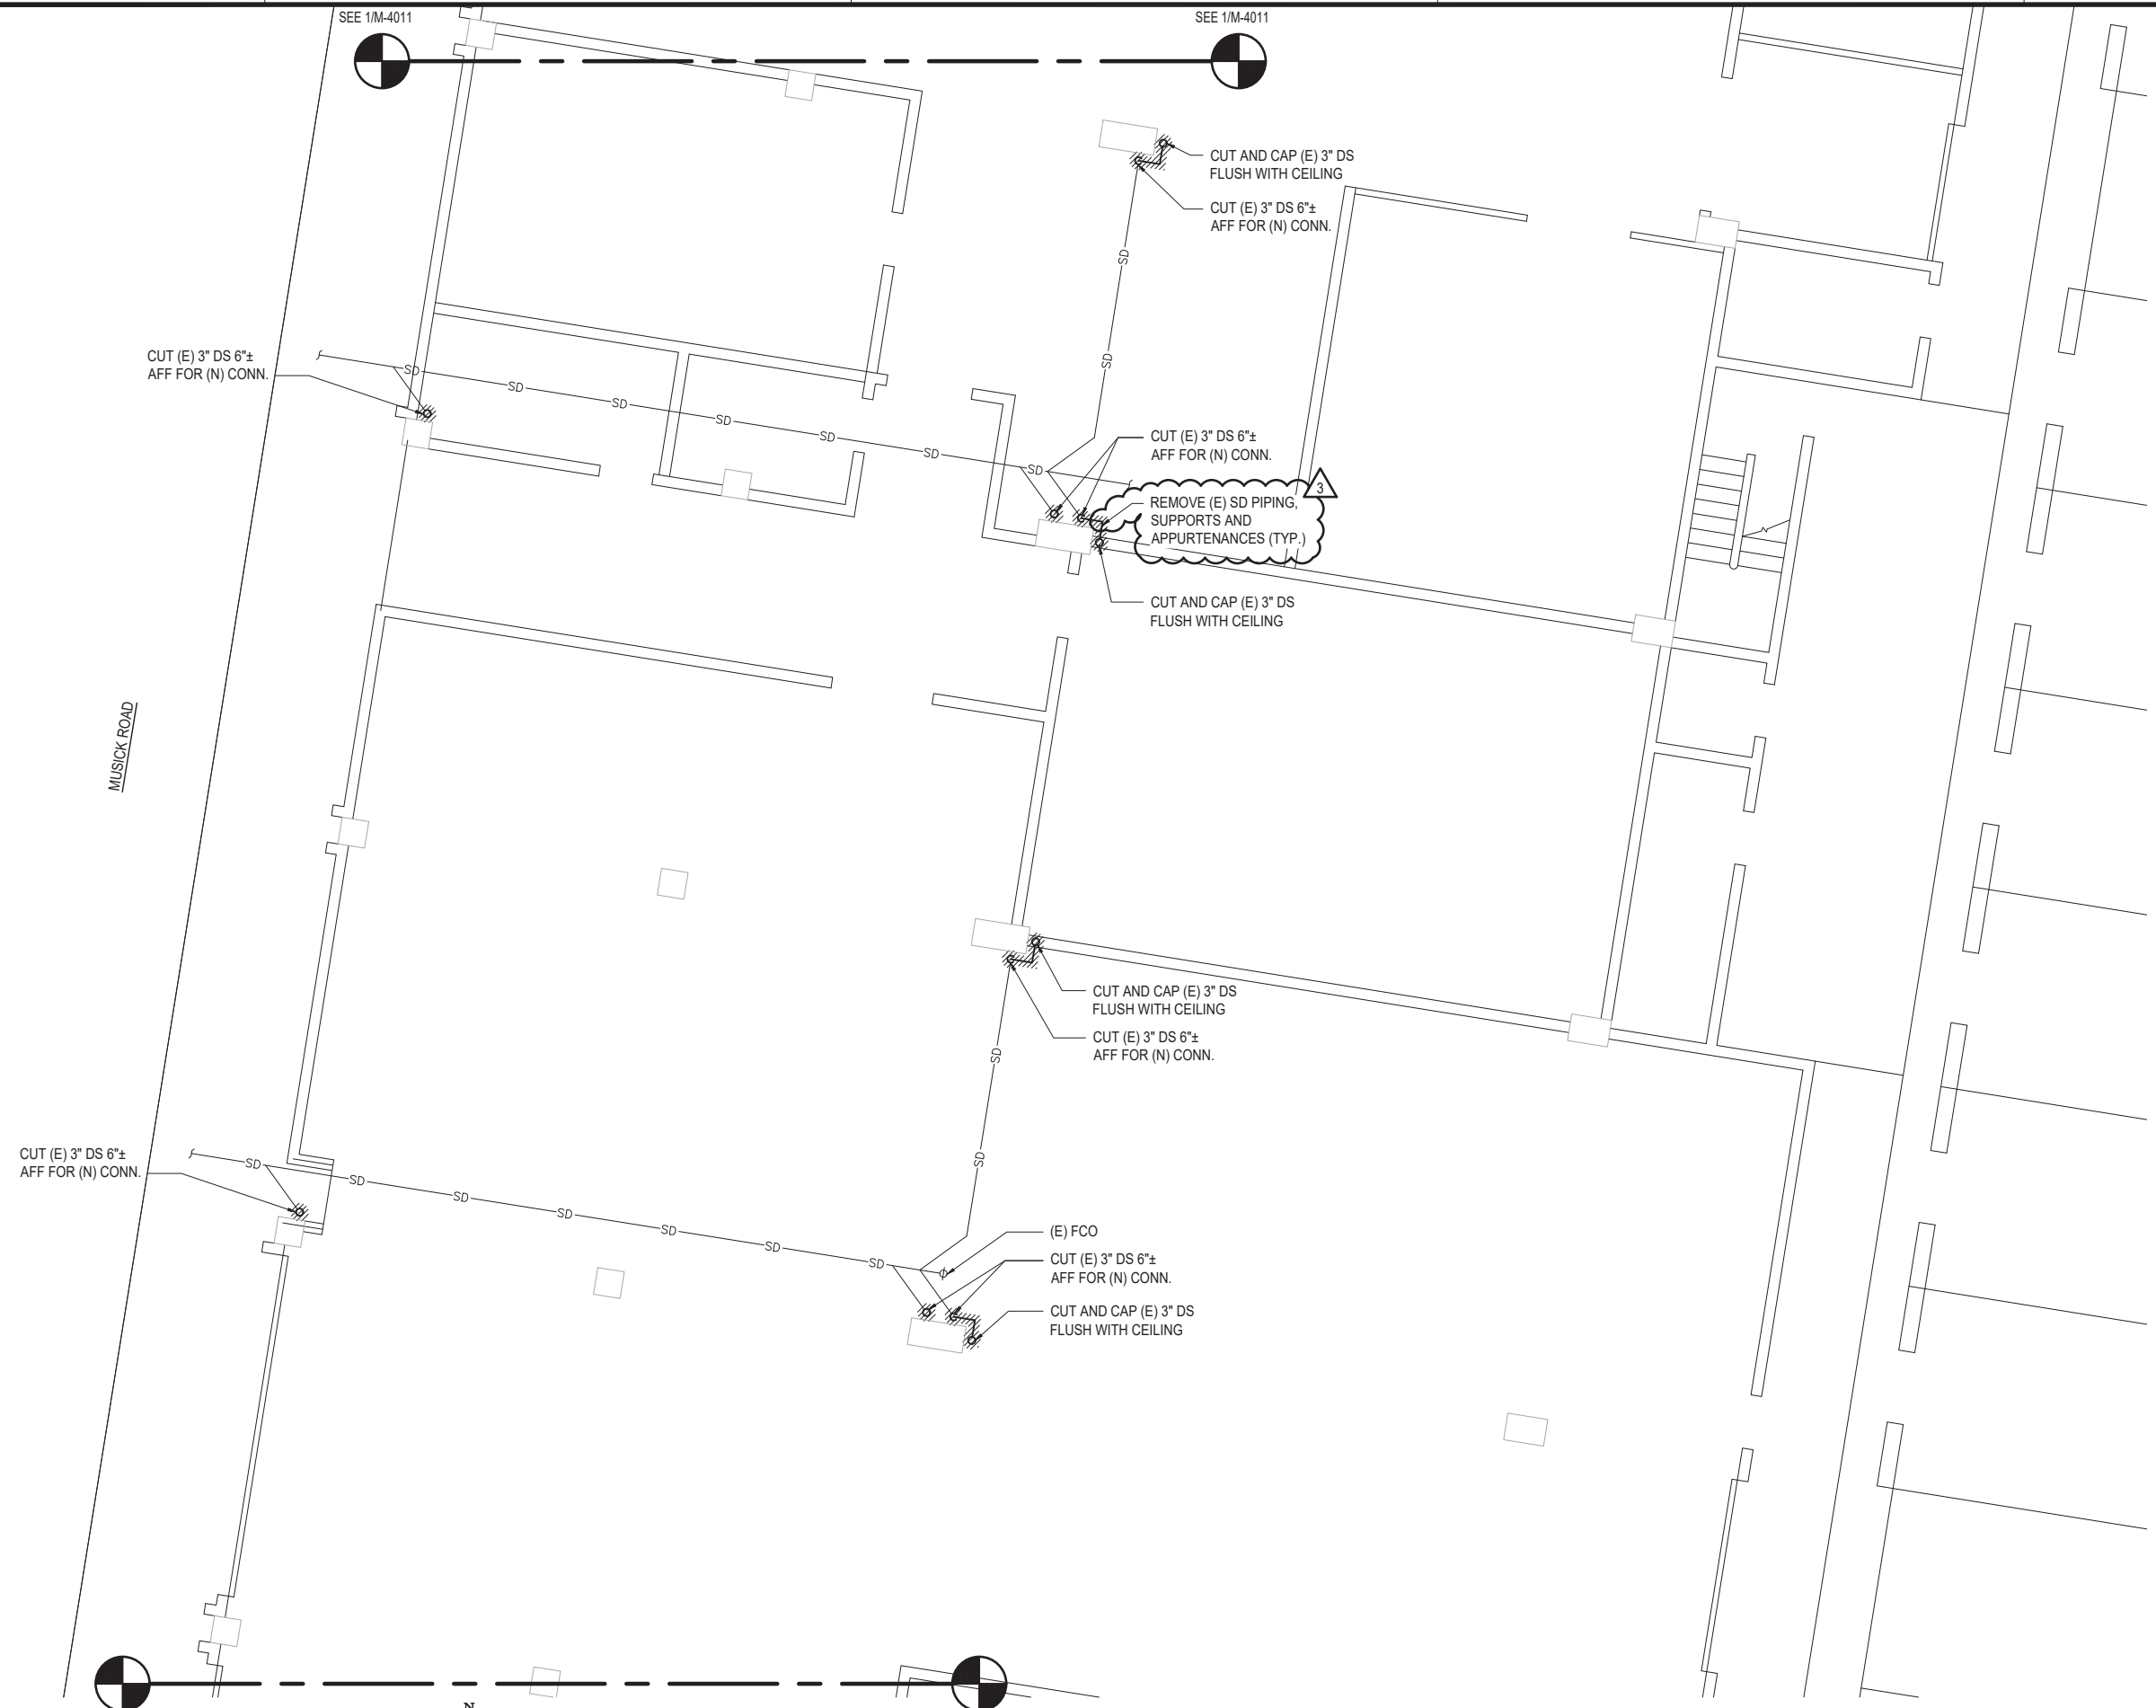 SEE 1/M-4011
SEE 1/M-4011
CUT AND CAP (E) 3" DS
FLUSH WITH CEILING
CUT (E) 3" DS 6"±
AFF FOR (N) CONN.
SD
SD
CUT (E) 3" DS 6"±
AFF FOR (N) CONN.
SD
SD
SD
SD
SD
SD
SD
CUT (E) 3" DS 6"±
AFF FOR (N) CONN.
3
REMOVE (E) SD PIPING,
SUPPORTS AND
APPURTENANCES (TYP.)
CUT AND CAP (E) 3" DS
FLUSH WITH CEILING
MUSICK ROAD
CUT AND CAP (E) 3" DS
FLUSH WITH CEILING
CUT (E) 3" DS 6"±
AFF FOR (N) CONN.
SD
SD
CUT (E) 3" DS 6"±
AFF FOR (N) CONN.
SD
SD
SD
SD
SD
SD
SD
(E) FCO
CUT (E) 3" DS 6"±
AFF FOR (N) CONN.
CUT AND CAP (E) 3" DS
FLUSH WITH CEILING
N